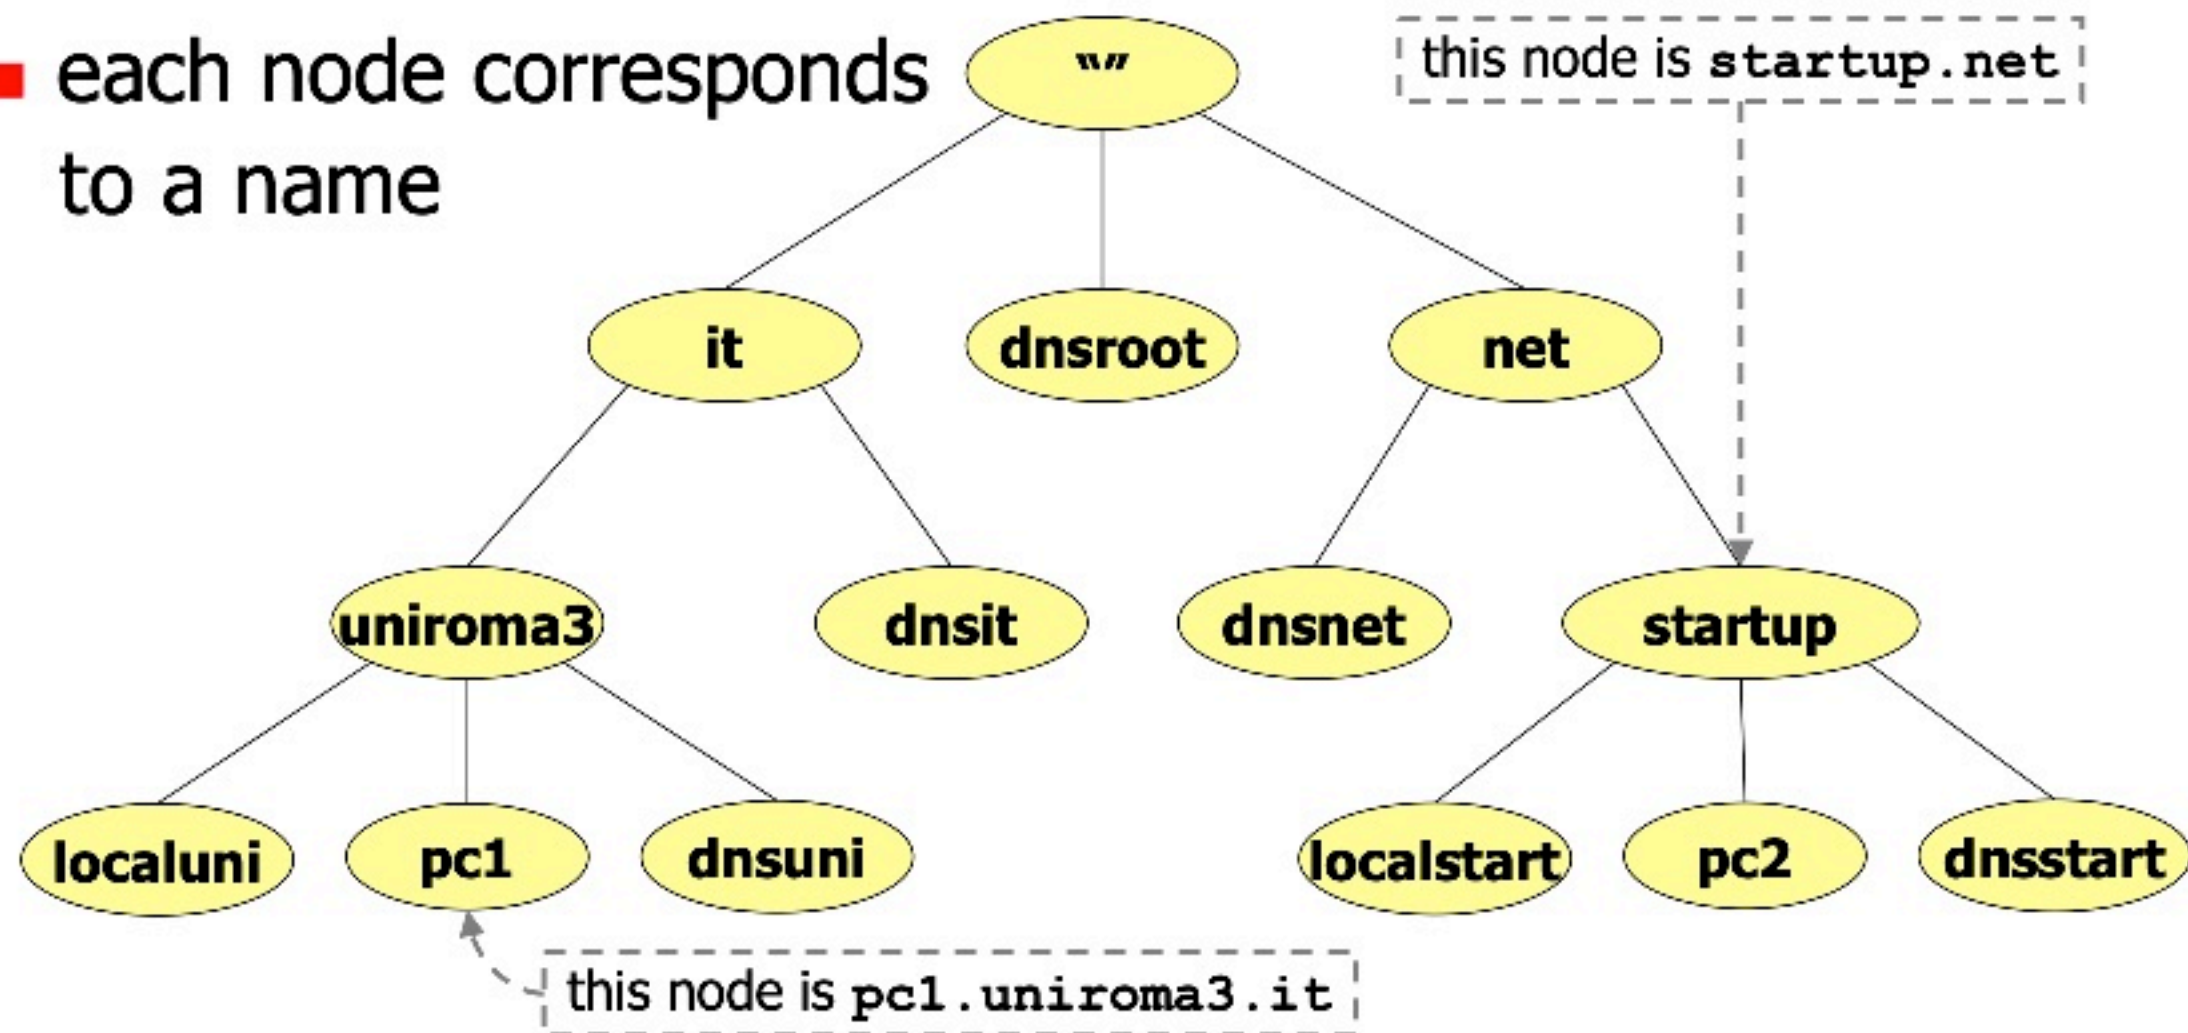 each node corresponds
to a name
“”
this node is startup.net
it
dnsroot
net
uniroma3
dnsit
dnsnet
startup
localuni
pc1
dnsuni
localstart
pc2
dnsstart
this node is pc1.uniroma3.it